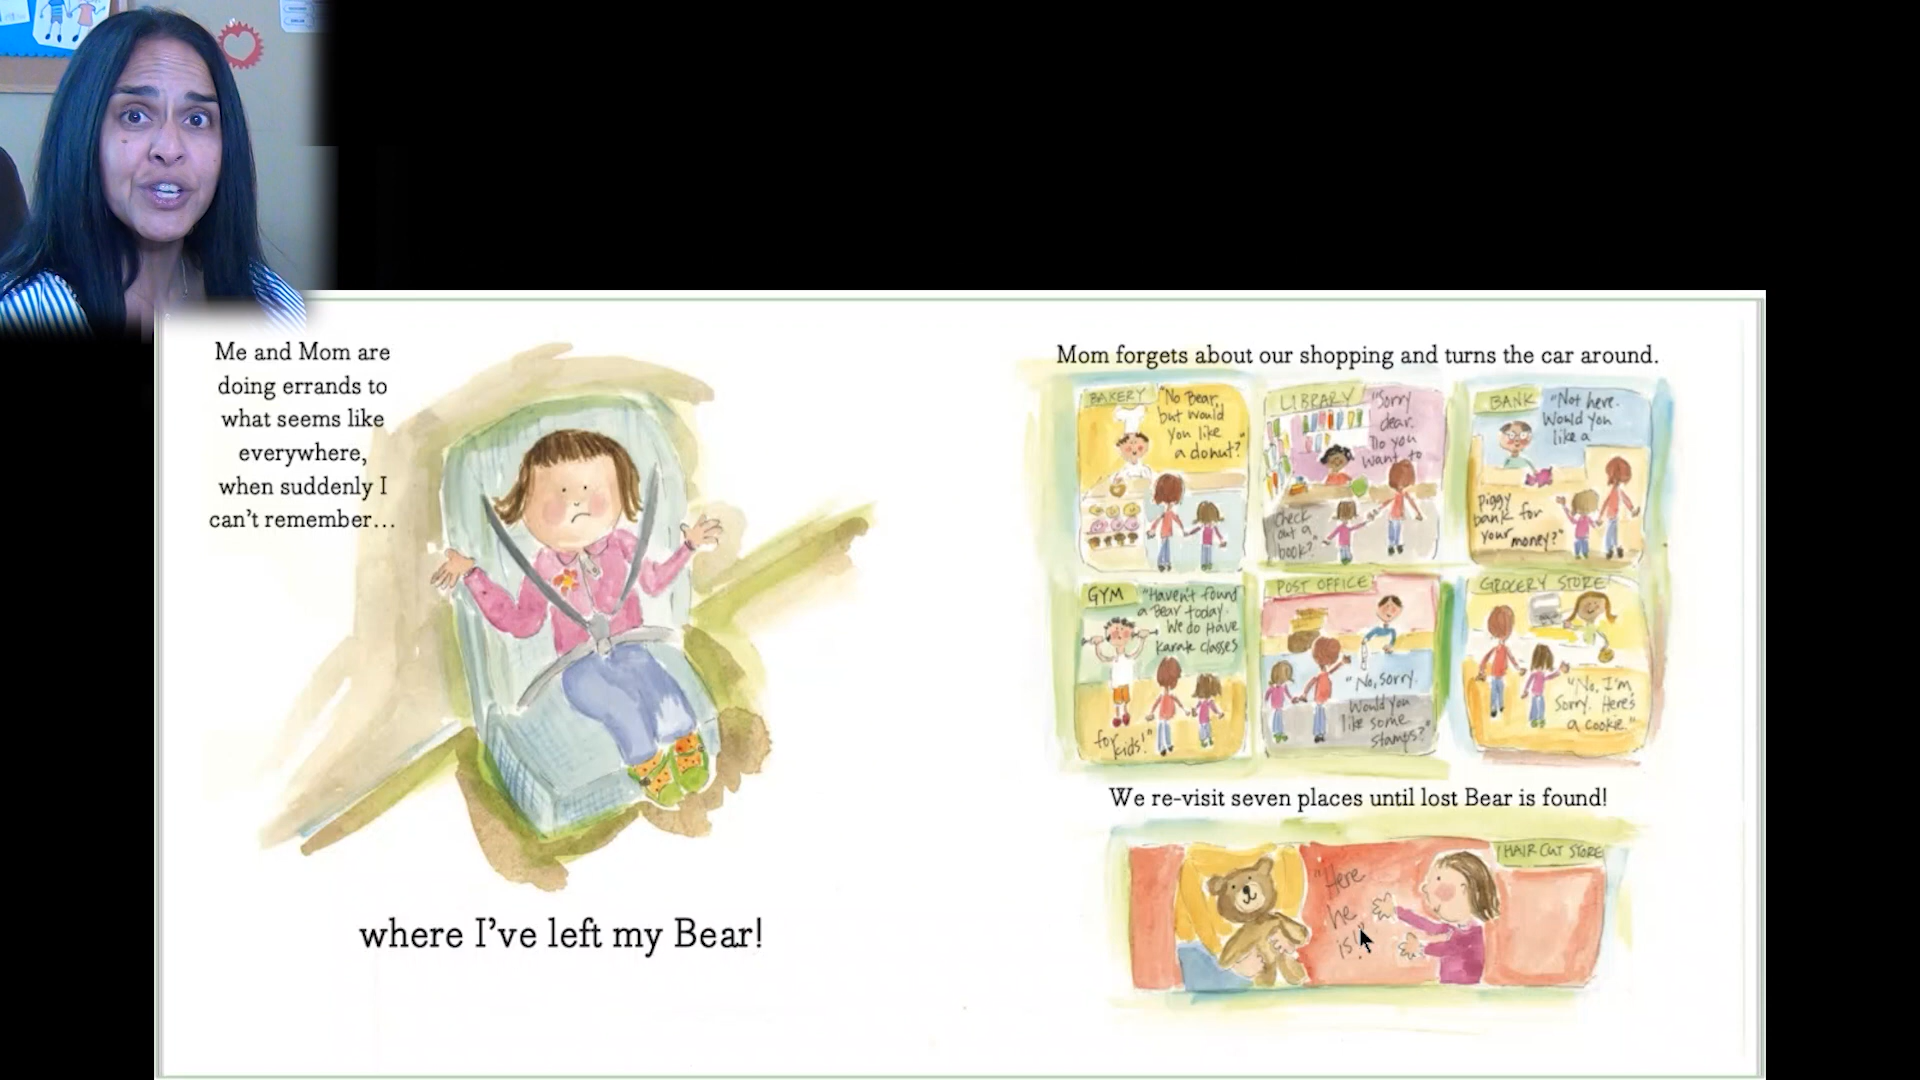 Me and Mom are
doing errands to
what seems like
everywhere,
when suddenly I
can't remember...
where I've left my Bear!
Mom forgets about our shopping and turns the car around.
BAKERY
"No Bear,
but would
you like
a donut?"
LIBRARY
"Sorry
dear.
Do you
want to
check
out a
book?"
BANK
"Not here.
Would you
like a
Piggy
bank for
your money?"
GYM
"Haven't found
a Bear today.
We do Have
karate classes
for kids!"
POST OFFICE
"No, sorry.
Would you
like some
stamps?"
GROCERY STORE
"No, I'm
Sorry. Here's
a cookie."
We re-visit seven places until lost Bear is found!
HAIR CUT STORE
"Here
he
is!"